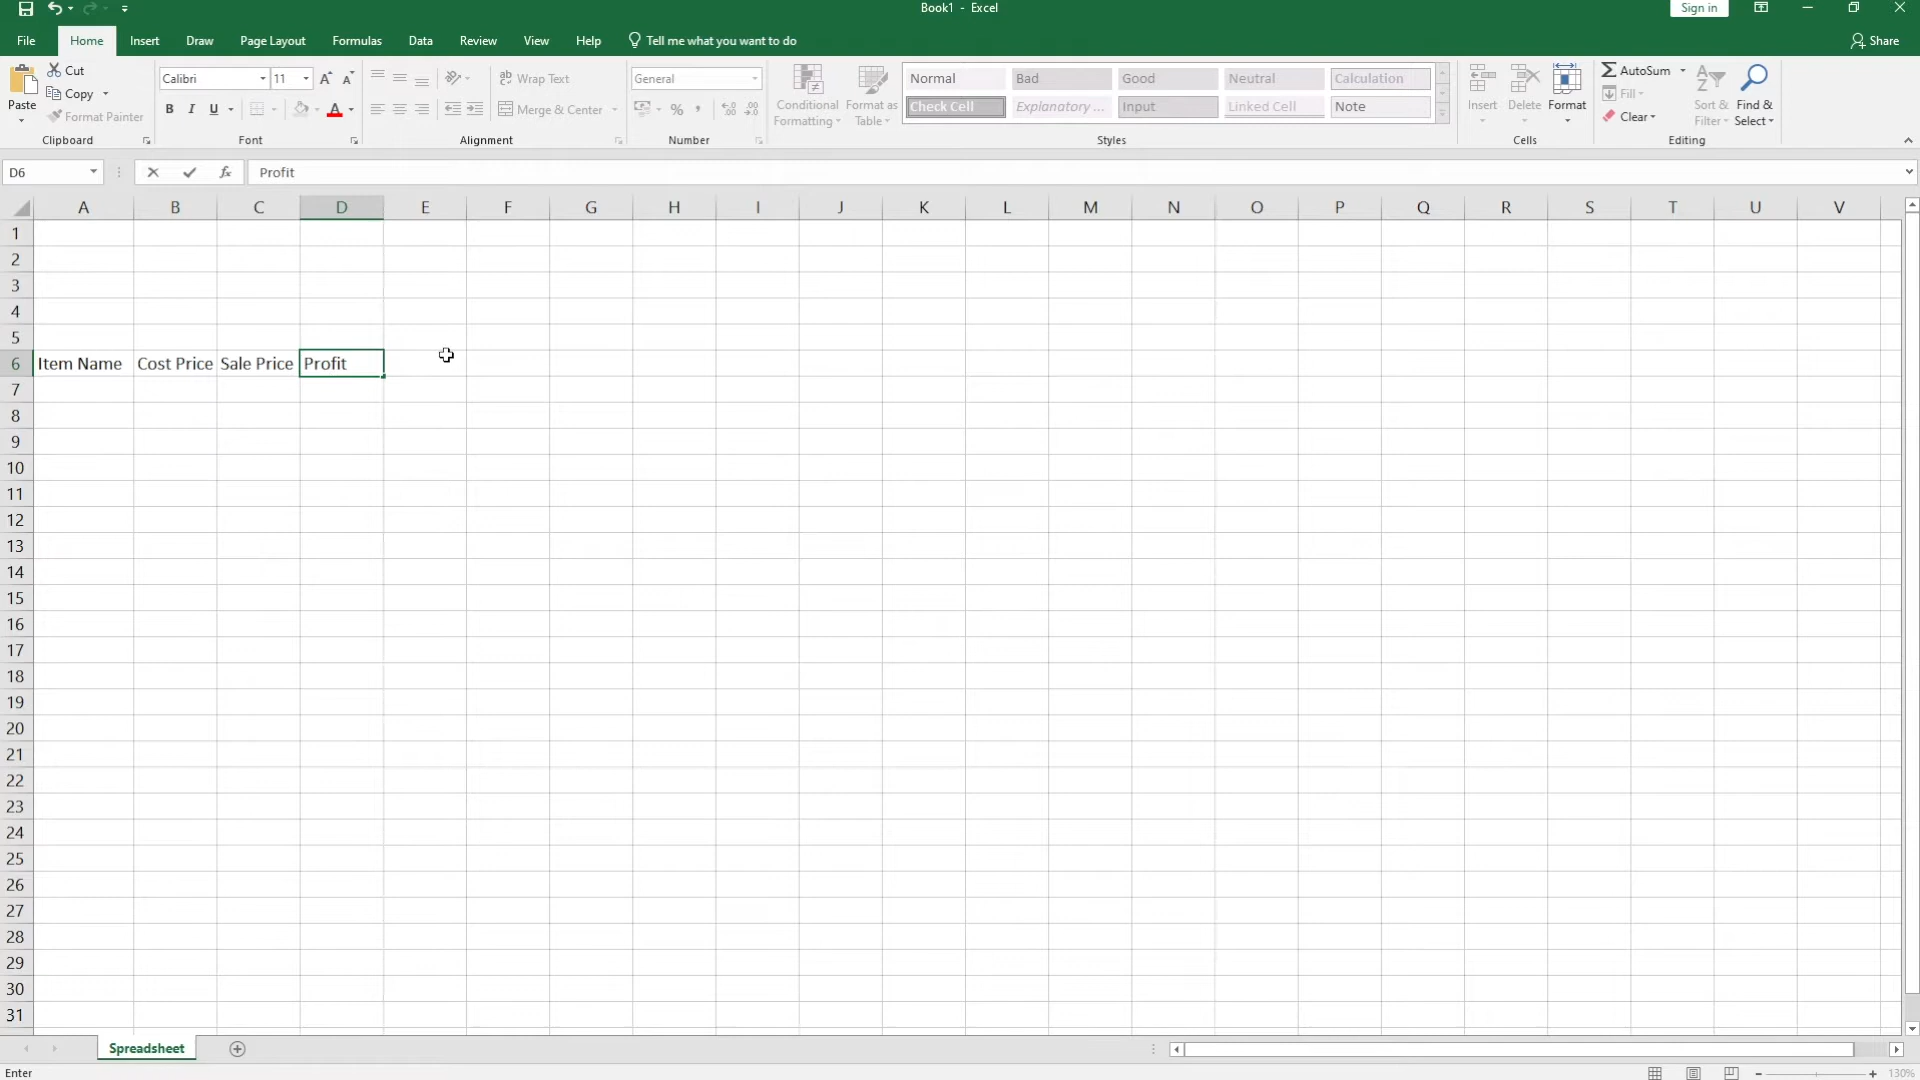 Book1 - Excel
Sign in
File Home Insert Draw Page Layout Formulas Data Review View Help Tell me what you want to do Share
Paste
Cut
Copy
Format Painter
Clipboard
Calibri 11
B I U
Font
Wrap Text
Merge & Center
Alignment
General
%
Number
Conditional Formatting
Format as Table
Normal Bad Good Neutral Calculation
Check Cell Explanatory ... Input Linked Cell Note
Styles
Insert Delete Format
Cells
AutoSum
Fill
Clear
Sort & Filter
Find & Select
Editing
D6 fx Profit
A B C D E F G H I J K L M N O P Q R S T U V
1
2
3
4
5
6 Item Name Cost Price Sale Price Profit
7
8
9
10
11
12
13
14
15
16
17
18
19
20
21
22
23
24
25
26
27
28
29
30
31
Spreadsheet
Enter 130%